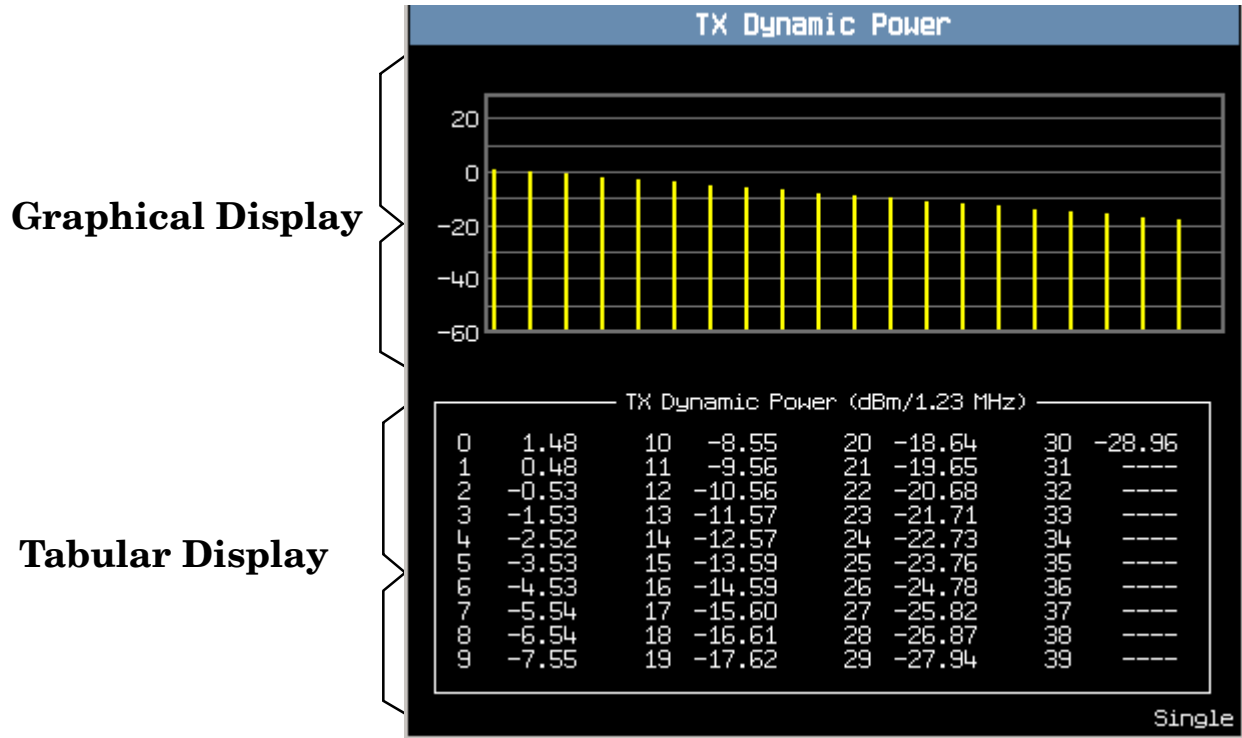 TX Dynamic Power
20
0
-20
-40
-60
Graphical Display
TX Dynamic Power (dBm/1.23 MHz)
0 1.48 10 -8.55 20 -18.64 30 -28.96
1 0.48 11 -9.56 21 -19.65 31 ----
2 -0.53 12 -10.56 22 -20.68 32 ----
3 -1.53 13 -11.57 23 -21.71 33 ----
4 -2.52 14 -12.57 24 -22.73 34 ----
5 -3.53 15 -13.59 25 -23.76 35 ----
6 -4.53 16 -14.59 26 -24.78 36 ----
7 -5.54 17 -15.60 27 -25.82 37 ----
8 -6.54 18 -16.61 28 -26.87 38 ----
9 -7.55 19 -17.62 29 -27.94 39 ----
Tabular Display
Single